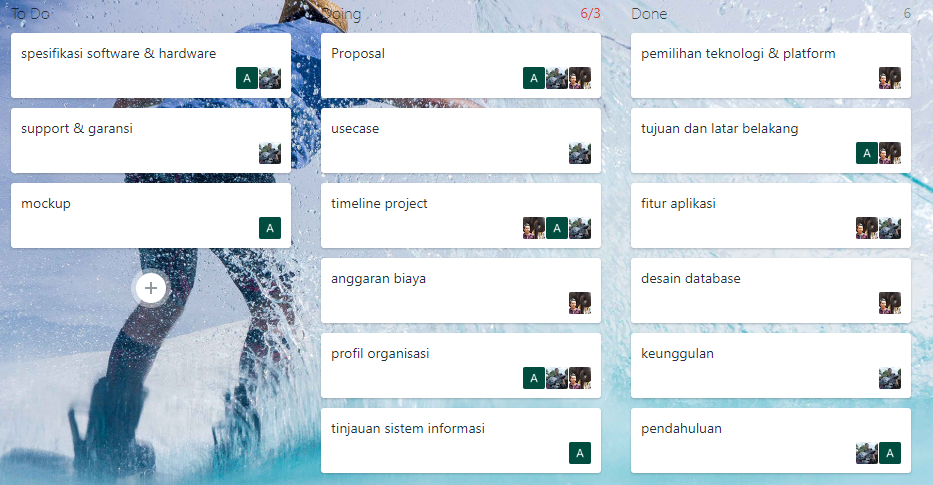 To Do
spesifikasi software & hardware
A
support & garansi
mockup
A
Doing 6/3
Proposal
A
usecase
timeline project
A
anggaran biaya
profil organisasi
A
tinjauan sistem informasi
A
Done 6
pemilihan teknologi & platform
tujuan dan latar belakang
A
fitur aplikasi
desain database
keunggulan
pendahuluan
A